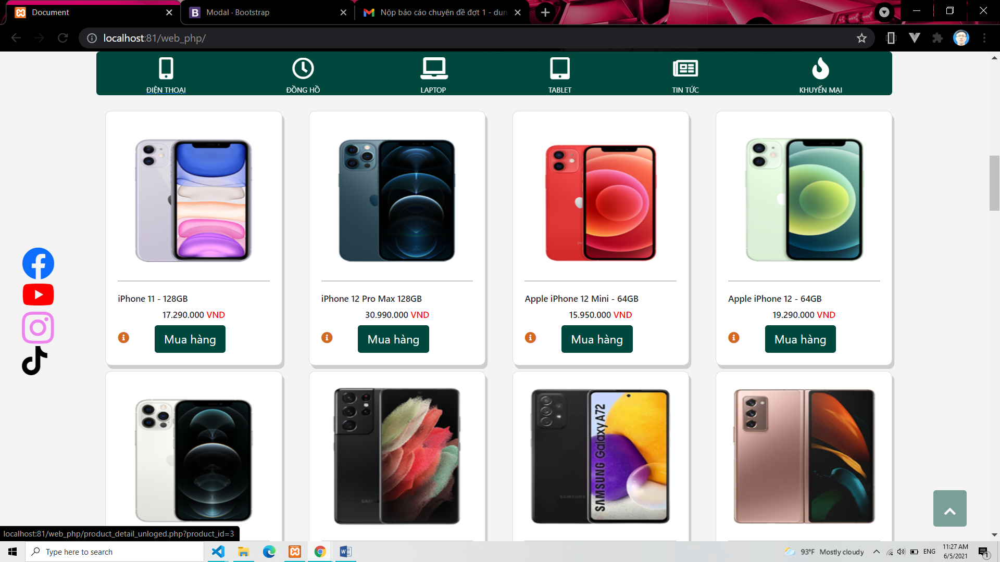 Document
Modal · Bootstrap
Nộp báo cáo chuyên đề đợt 1 - dun
localhost:81/web_php/
ĐIỆN THOẠI
ĐỒNG HỒ
LAPTOP
TABLET
TIN TỨC
KHUYẾN MẠI
iPhone 11 - 128GB
17.290.000 VND
Mua hàng
iPhone 12 Pro Max 128GB
30.990.000 VND
Mua hàng
Apple iPhone 12 Mini - 64GB
15.950.000 VND
Mua hàng
Apple iPhone 12 - 64GB
19.290.000 VND
Mua hàng
SAMSUNG Galaxy A72
SAMSUNG
localhost:81/web_php/product_detail_unloged.php?product_id=3
Type here to search
93°F Mostly cloudy
ENG
11:27 AM
6/5/2021
1